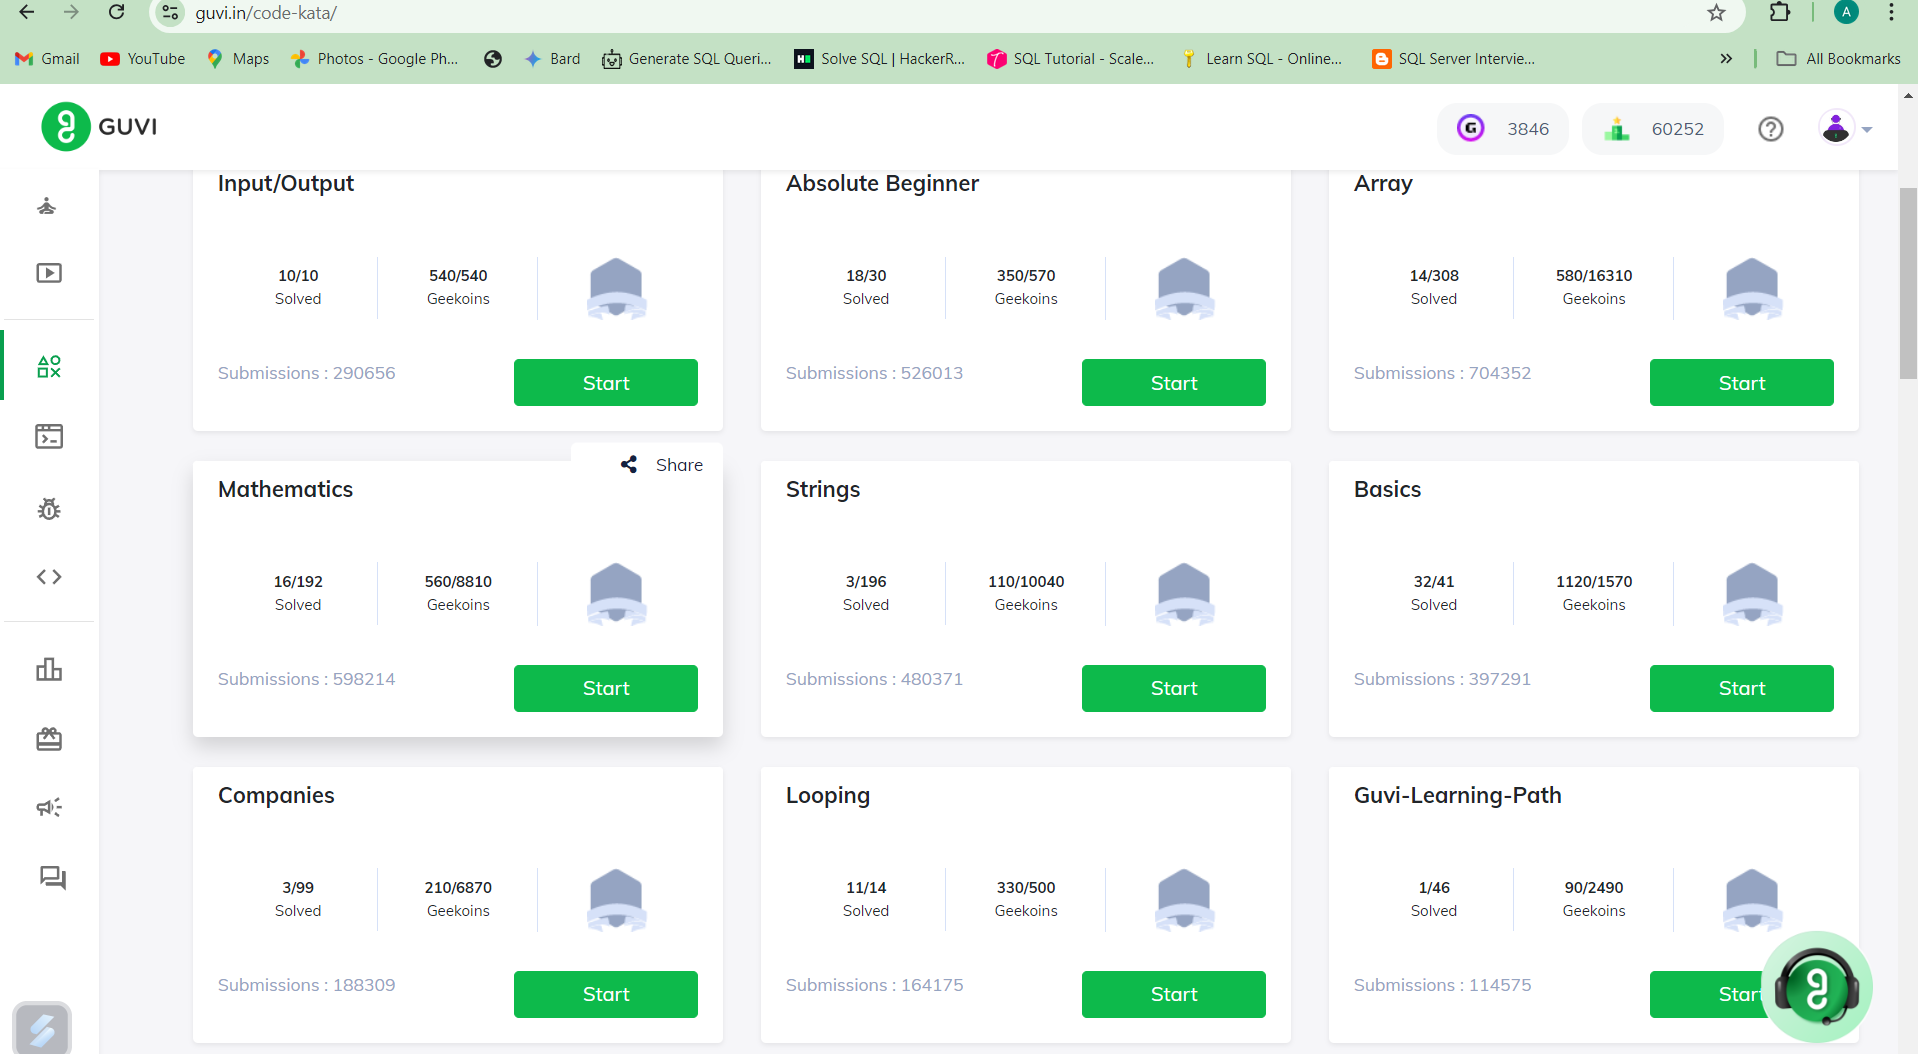 guvi.in/code-kata/
A
Gmail YouTube Maps Photos - Google Ph... Bard Generate SQL Queri... Solve SQL | HackerR... SQL Tutorial - Scale... Learn SQL - Online... SQL Server Intervie... » All Bookmarks
GUVI
G 3846 60252
Input/Output Absolute Beginner Array
10/10 540/540 18/30 350/570 14/308 580/16310
Solved Geekoins Solved Geekoins Solved Geekoins
Submissions : 290656 Start Submissions : 526013 Start Submissions : 704352 Start
Share
Mathematics Strings Basics
16/192 560/8810 3/196 110/10040 32/41 1120/1570
Solved Geekoins Solved Geekoins Solved Geekoins
Submissions : 598214 Start Submissions : 480371 Start Submissions : 397291 Start
Companies Looping Guvi-Learning-Path
3/99 210/6870 11/14 330/500 1/46 90/2490
Solved Geekoins Solved Geekoins Solved Geekoins
Submissions : 188309 Start Submissions : 164175 Start Submissions : 114575 Start